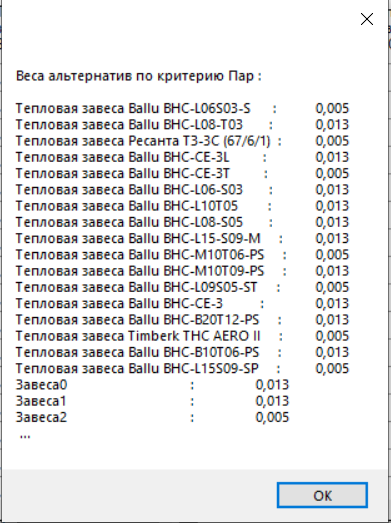 Веса альтернатив по критерию Пар :
Тепловая завеса Ballu BHC-L06S03-S : 0,005
Тепловая завеса Ballu BHC-L08-T03 : 0,013
Тепловая завеса Ресанта ТЗ-3С (67/6/1) : 0,005
Тепловая завеса Ballu BHC-CE-3L : 0,013
Тепловая завеса Ballu BHC-CE-3T : 0,005
Тепловая завеса Ballu BHC-L06-S03 : 0,013
Тепловая завеса Ballu BHC-L10T05 : 0,013
Тепловая завеса Ballu BHC-L08-S05 : 0,013
Тепловая завеса Ballu BHC-L15-S09-M : 0,013
Тепловая завеса Ballu BHC-M10T06-PS : 0,005
Тепловая завеса Ballu BHC-M10T09-PS : 0,013
Тепловая завеса Ballu BHC-L09S05-ST : 0,005
Тепловая завеса Ballu BHC-CE-3 : 0,013
Тепловая завеса Ballu BHC-B20T12-PS : 0,013
Тепловая завеса Timberk THC AERO II : 0,005
Тепловая завеса Ballu BHC-B10T06-PS : 0,013
Тепловая завеса Ballu BHC-L15S09-SP : 0,005
Завеса0 : 0,013
Завеса1 : 0,013
Завеса2 : 0,005
...
OK